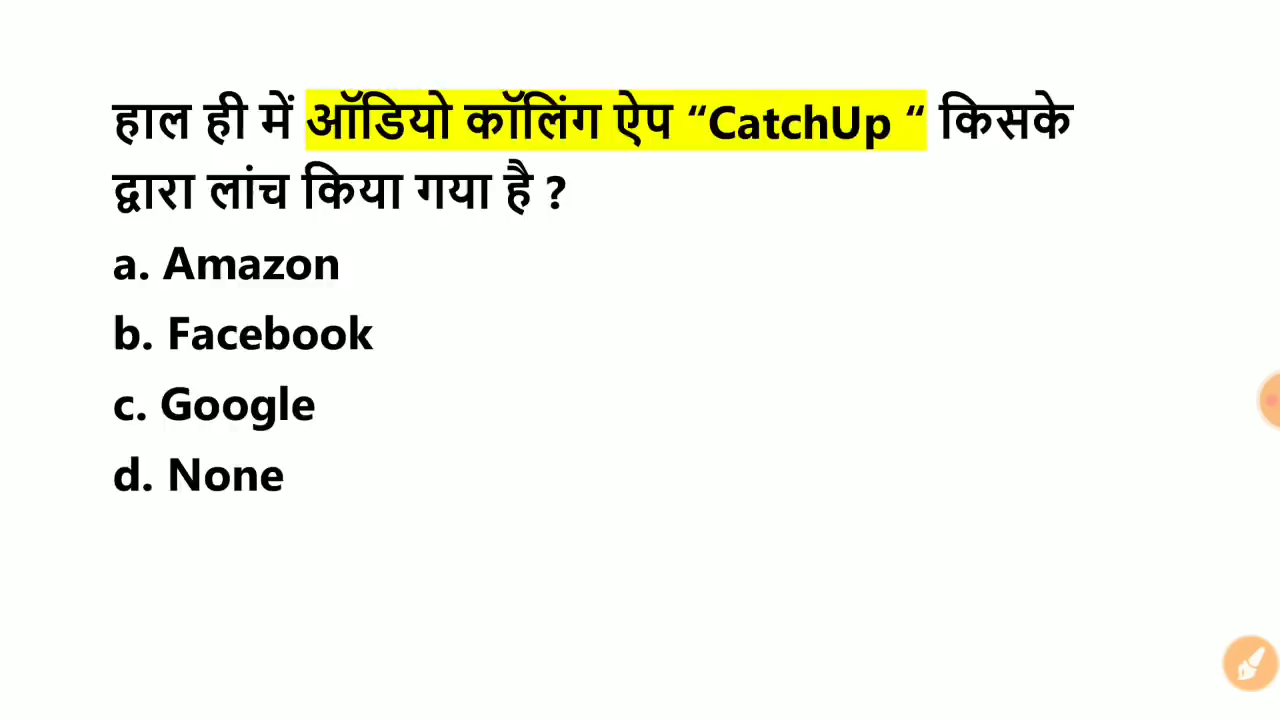 हाल ही में ऑडियो कॉलिंग ऐप “CatchUp “ किसके
द्वारा लांच किया गया है ?
a. Amazon
b. Facebook
c. Google
d. None